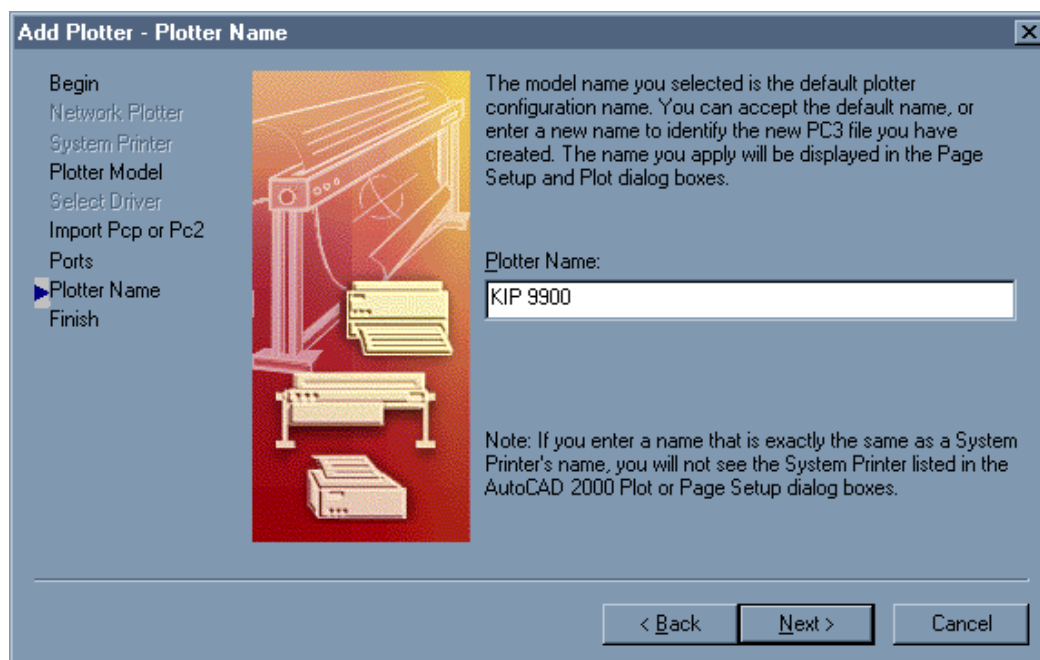 Add Plotter - Plotter Name
Begin
Network Plotter
System Printer
Plotter Model
Select Driver
Import Pcp or Pc2
Ports
Plotter Name
Finish
The model name you selected is the default plotter
configuration name. You can accept the default name, or
enter a new name to identify the new PC3 file you have
created. The name you apply will be displayed in the Page
Setup and Plot dialog boxes.
Plotter Name:
KIP 9900
Note: If you enter a name that is exactly the same as a System
Printer's name, you will not see the System Printer listed in the
AutoCAD 2000 Plot or Page Setup dialog boxes.
< Back Next > Cancel